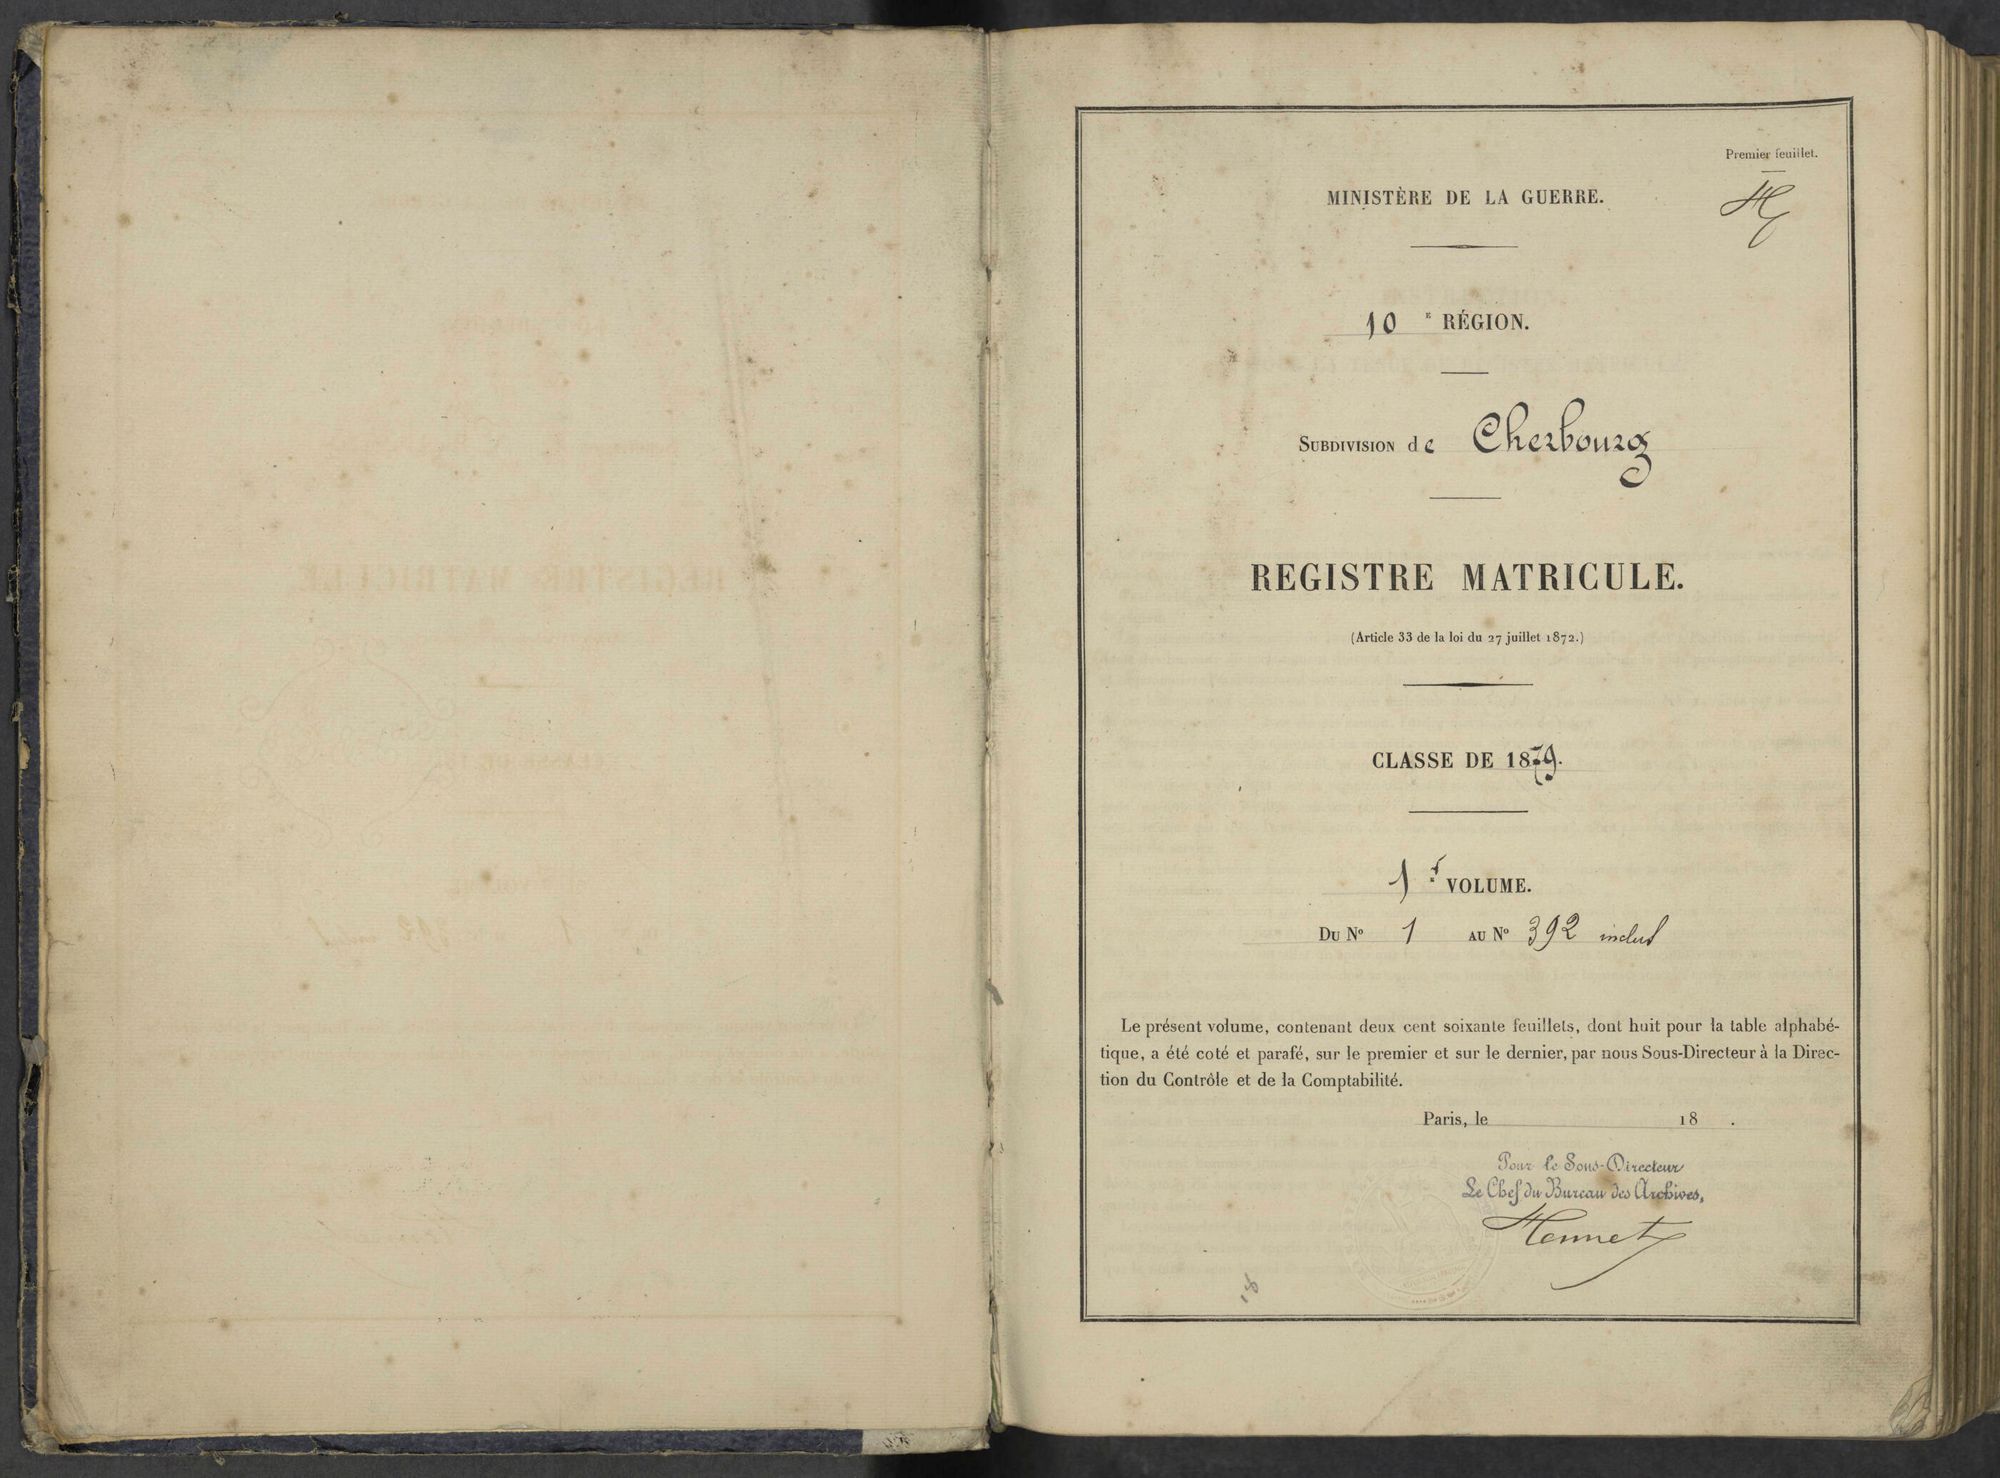 Premier feuillet.
MINISTÈRE DE LA GUERRE.
10 E RÉGION.
SUBDIVISION de Cherbourg
REGISTRE MATRICULE.
(Article 33 de la loi du 27 juillet 1872.)
CLASSE DE 1879.
1r VOLUME.
DU No 1 AU No 392 inclus
Le présent volume, contenant deux cent soixante feuillets, dont huit pour la table alphabé-
tique, a été coté et parafé, sur le premier et sur le dernier, par nous Sous-Directeur à la Direc-
tion du Contrôle et de la Comptabilité.
Paris, le 18 .
Pour le Sous-Directeur
Le Chef du Bureau des Archives,
Hennet